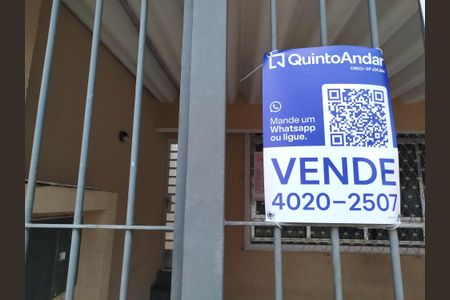 QuintoAndar
Mande um
Whatsapp
ou ligue.
VENDE
4020-2507